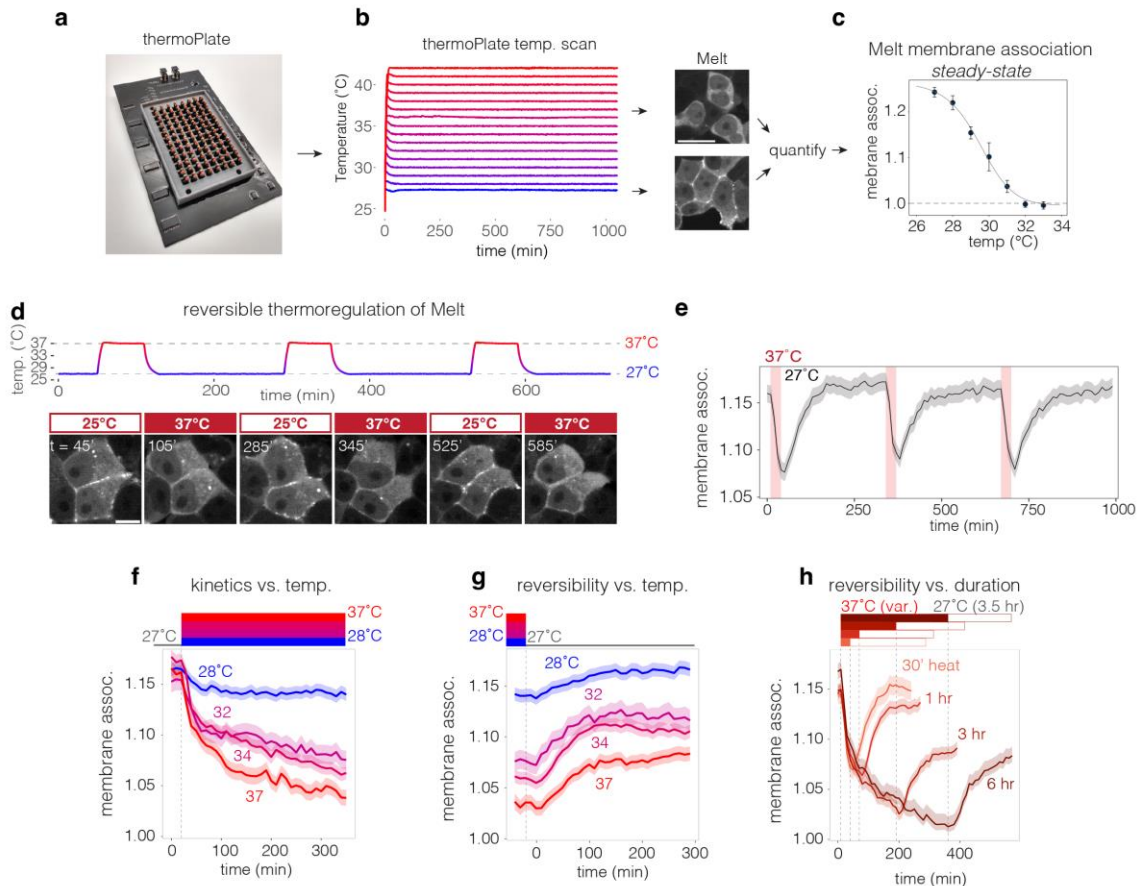 a
thermoPlate
b
thermoPlate temp. scan
Temperature (°C)
40
35
30
25
0 250 500 750 1000
time (min)
Melt
quantify
c
Melt membrane association
steady-state
mebrane assoc.
1.2
1.1
1.0
26 28 30 32 34
temp (°C)
d
reversible thermoregulation of Melt
temp. (°C)
37
33
29
25
37˚C
27˚C
0 200 400 600
time (min)
25°C 37°C 25°C 37°C 25°C 37°C
t = 45' 105' 285' 345' 525' 585'
e
37˚C
27˚C
membrane assoc.
1.15
1.10
1.05
0 250 500 750 1000
time (min)
f
kinetics vs. temp.
37˚C
27˚C
28˚C
membrane assoc.
1.15
1.10
1.05
1.00
28˚C
32
34
37
0 100 200 300
time (min)
g
reversibility vs. temp.
37˚C
28˚C
27˚C
membrane assoc.
1.15
1.10
1.05
1.00
28˚C
32
34
37
0 100 200 300
time (min)
h
reversibility vs. duration
37˚C (var.) 27˚C (3.5 hr)
membrane assoc.
1.15
1.10
1.05
1.00
30' heat
1 hr
3 hr
6 hr
0 200 400
time (min)